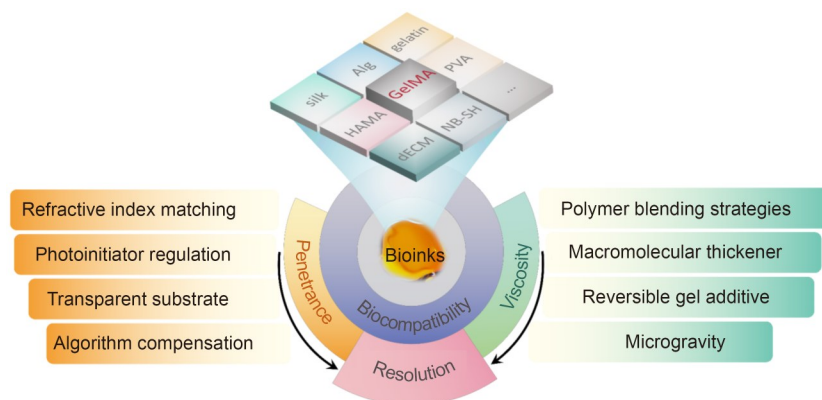 gelatin
Alg
PVA
silk
GelMA
...
HAMA
NB-SH
dECM
Refractive index matching
Photoinitiator regulation
Transparent substrate
Algorithm compensation
Penetrance
Bioinks
Biocompatibility
Viscosity
Resolution
Polymer blending strategies
Macromolecular thickener
Reversible gel additive
Microgravity